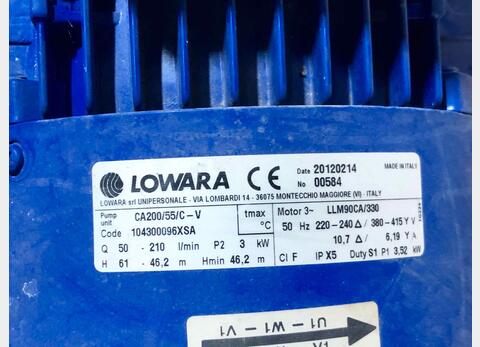 LOWARA CE Date 20120214 MADE IN ITALY
No 00584
LOWARA srl UNIPERSONALE - VIA LOMBARDI 14 - 36075 MONTECCHIO MAGGIORE (VI) - ITALY
Pump unit CA200/55/C-V tmax °C Motor 3~ LLM90CA/330
Code 104300096XSA 50 Hz 220-240 Δ / 380-415 Y V
Q 50 - 210 l/min P2 3 kW 10,7 Δ / 6,19 Y A
H 61 - 46,2 m Hmin 46,2 m Cl F IP X5 Duty S1 P1 3,52 kW
U1-W1-V1